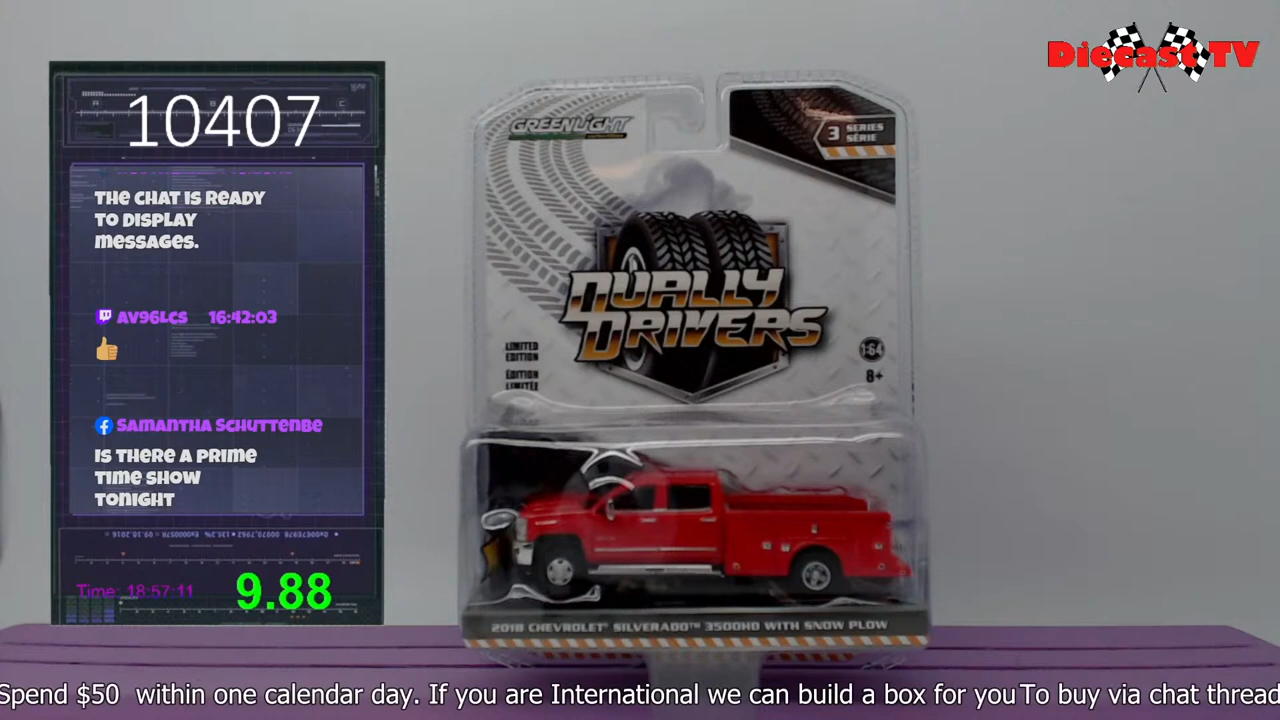 Diecast TV
10407
THE CHAT IS READY
TO DISPLAY
MESSAGES.
AV96LCS 16:42:03
SAMANTHA SCHUTTENBE
IS THERE A PRIME
TIME SHOW
TONIGHT
Time: 18:57:11
9.88
GREENLIGHT
3 SERIES
SÉRIE
DUALLY
DRIVERS
LIMITED
EDITION
ÉDITION
LIMITÉE
1:64
8+
2018 CHEVROLET® SILVERADO™ 3500HD WITH SNOW PLOW
Spend $50 within one calendar day. If you are International we can build a box for you To buy via chat thread